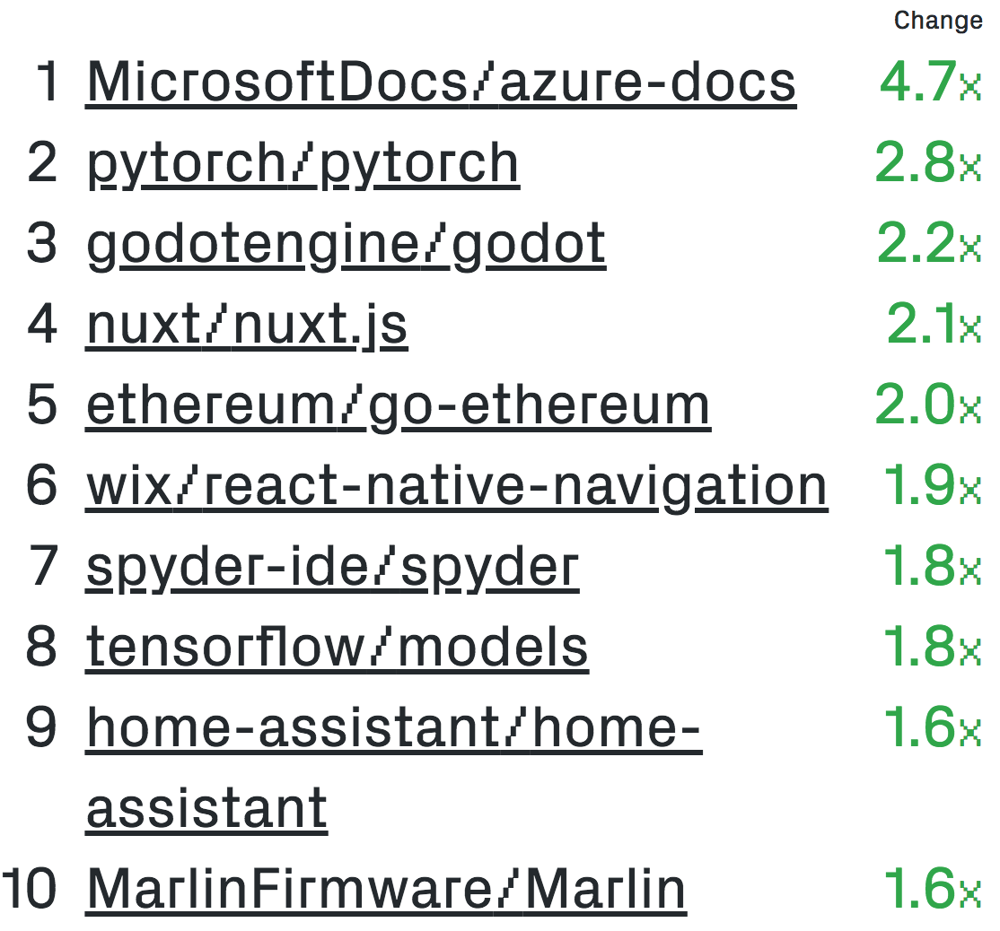 Change
1 MicrosoftDocs/azure-docs 4.7x
2 pytorch/pytorch 2.8x
3 godotengine/godot 2.2x
4 nuxt/nuxt.js 2.1x
5 ethereum/go-ethereum 2.0x
6 wix/react-native-navigation 1.9x
7 spyder-ide/spyder 1.8x
8 tensorflow/models 1.8x
9 home-assistant/home- 1.6x
assistant
10 MarlinFirmware/Marlin 1.6x